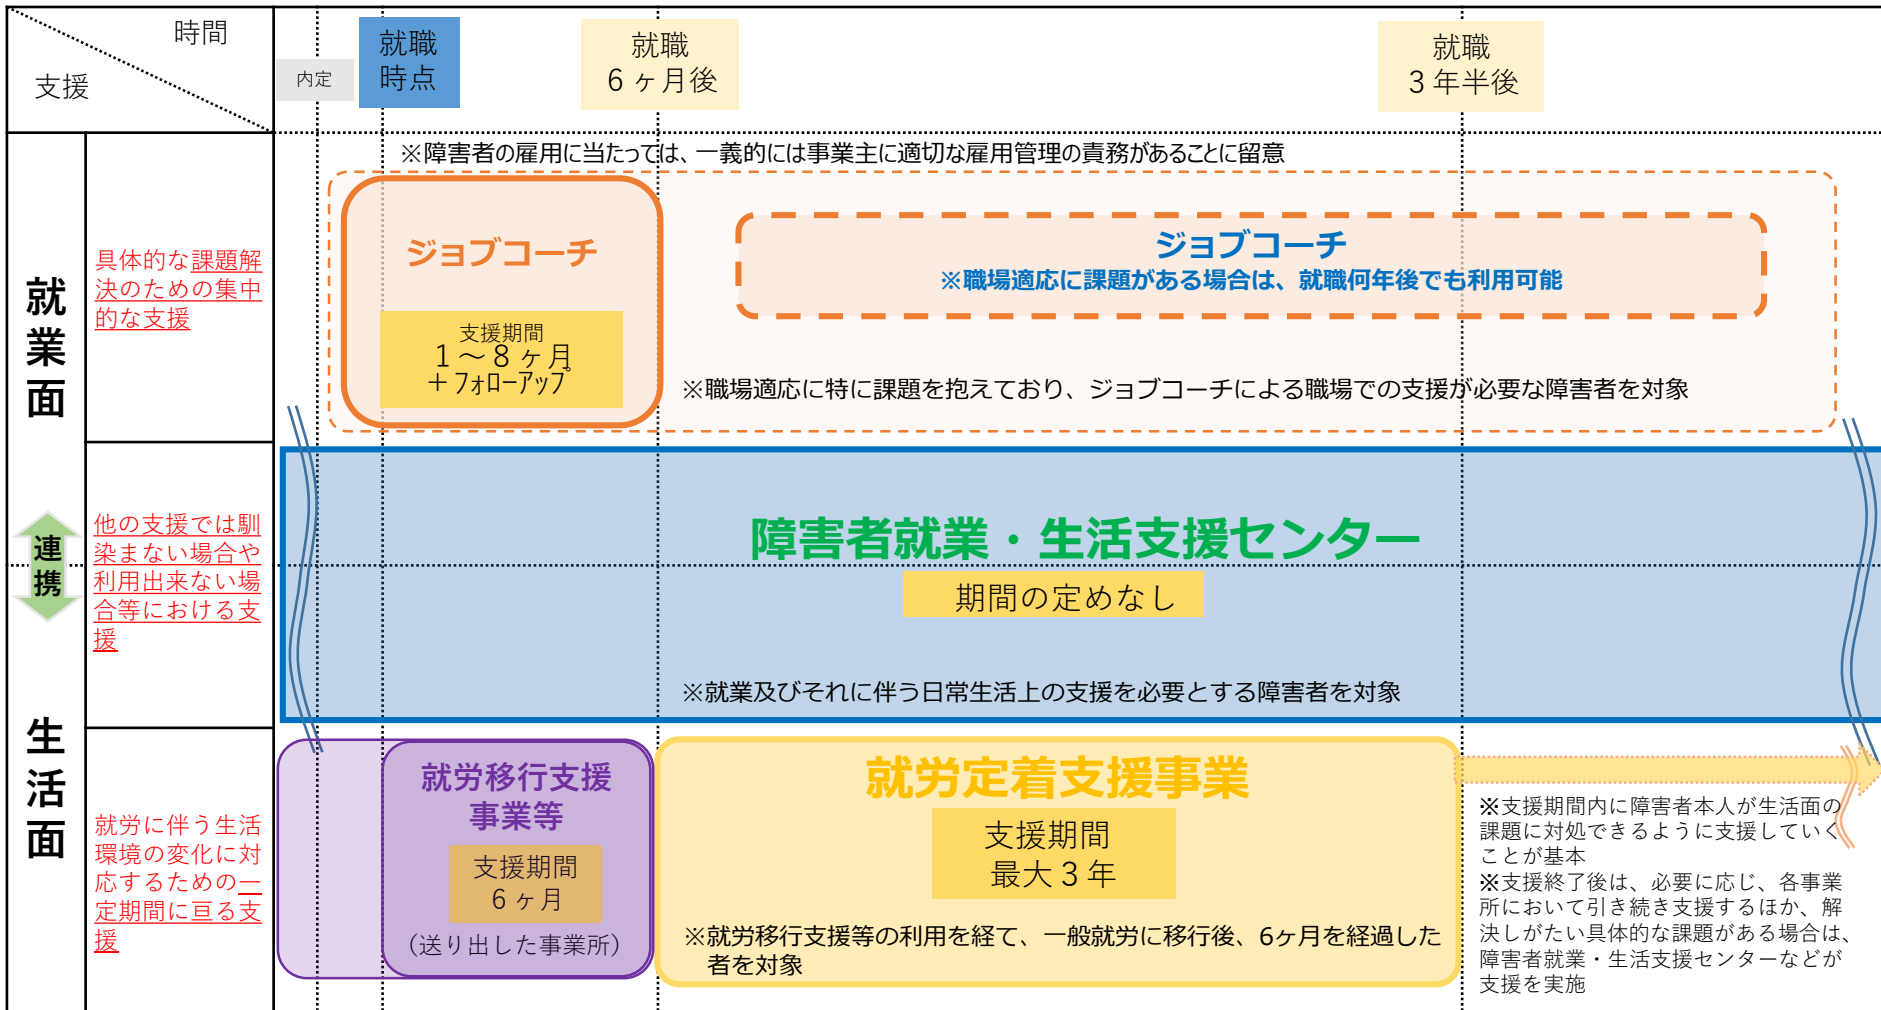 時間
支援
内定
就職
時点
就職
6ヶ月後
就職
3年半後
就業面
連携
生活面
具体的な課題解
決のための集中
的な支援
※障害者の雇用に当たっては、一義的には事業主に適切な雇用管理の責務があることに留意
ジョブコーチ
支援期間
1～8ヶ月
＋フォローアップ
ジョブコーチ
※職場適応に課題がある場合は、就職何年後でも利用可能
※職場適応に特に課題を抱えており、ジョブコーチによる職場での支援が必要な障害者を対象
他の支援では馴
染まない場合や
利用出来ない場
合等における支
援
障害者就業・生活支援センター
期間の定めなし
※就業及びそれに伴う日常生活上の支援を必要とする障害者を対象
就労に伴う生活
環境の変化に対
応するための一
定期間に亘る支
援
就労移行支援
事業等
支援期間
6ヶ月
（送り出した事業所）
就労定着支援事業
支援期間
最大3年
※就労移行支援等の利用を経て、一般就労に移行後、6ヶ月を経過した
者を対象
※支援期間内に障害者本人が生活面の
課題に対処できるように支援していく
ことが基本
※支援終了後は、必要に応じ、各事業
所において引き続き支援するほか、解
決しがたい具体的な課題がある場合は、
障害者就業・生活支援センターなどが
支援を実施